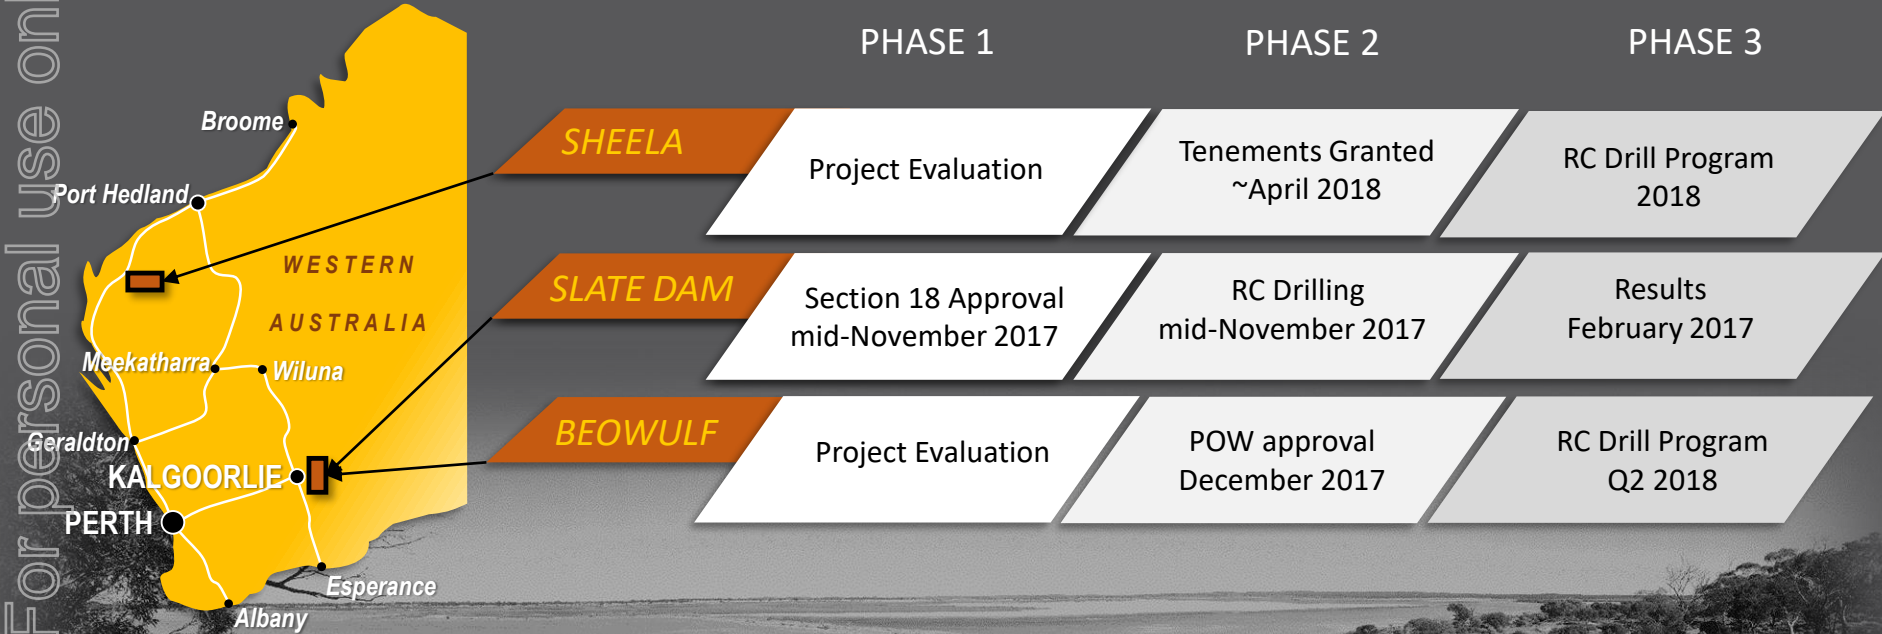 For personal use onl
PHASE 1
PHASE 2
PHASE 3
SHEELA
Project Evaluation
Tenements Granted
~April 2018
RC Drill Program
2018
SLATE DAM
Section 18 Approval
mid-November 2017
RC Drilling
mid-November 2017
Results
February 2017
BEOWULF
Project Evaluation
POW approval
December 2017
RC Drill Program
Q2 2018
Broome
Port Hedland
WESTERN
AUSTRALIA
Meekatharra
Wiluna
Geraldton
KALGOORLIE
PERTH
Esperance
Albany